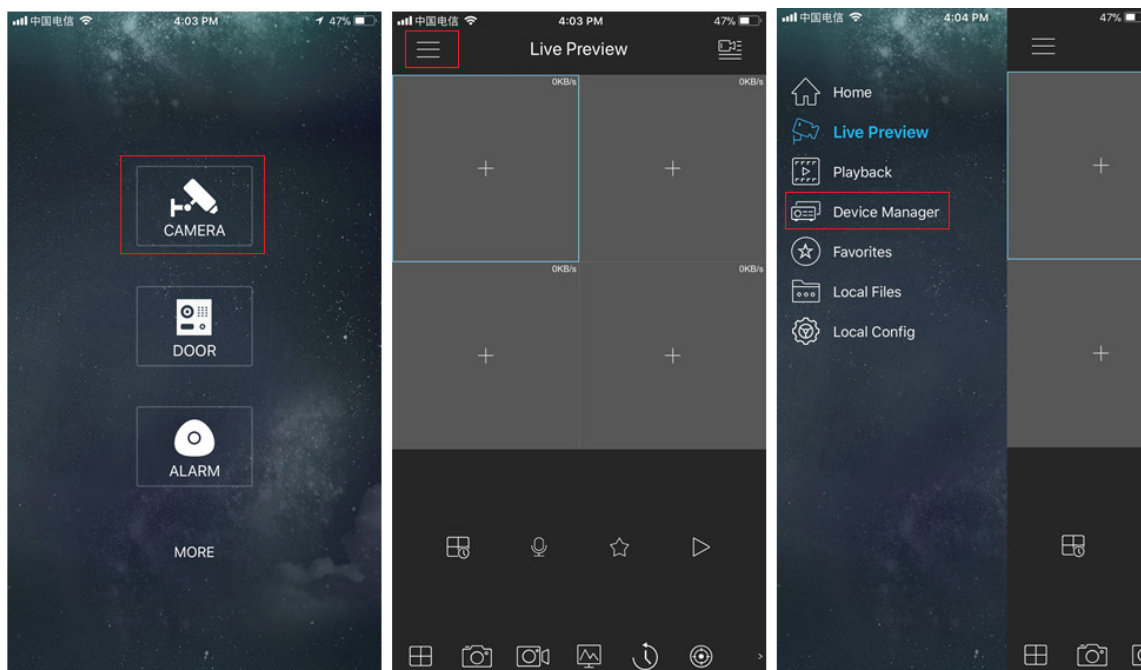 中国电信 4:03 PM 47%
CAMERA
DOOR
ALARM
MORE
中国电信 4:03 PM 47%
Live Preview
0KB/s 0KB/s
0KB/s 0KB/s
中国电信 4:04 PM 47%
Home
Live Preview
Playback
Device Manager
Favorites
Local Files
Local Config